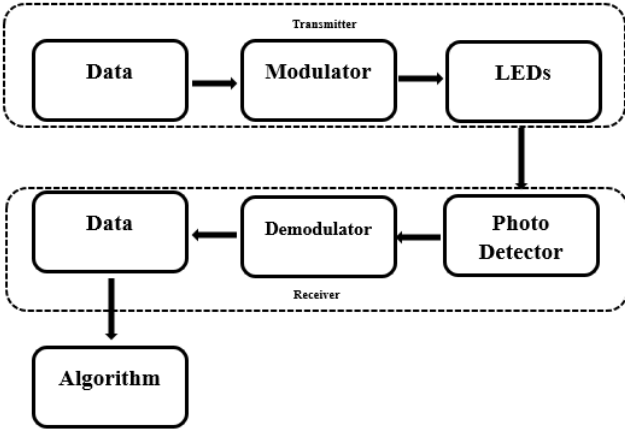 Transmitter
Data
Modulator
LEDs
Data
Demodulator
Photo
Detector
Receiver
Algorithm